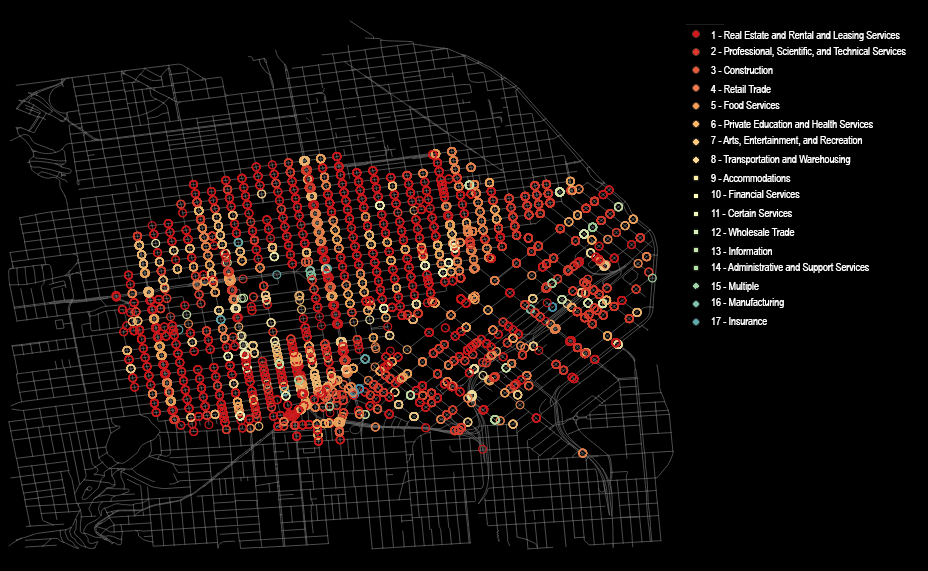 1 - Real Estate and Rental and Leasing Services
2 - Professional, Scientific, and Technical Services
3 - Construction
4 - Retail Trade
5 - Food Services
6 - Private Education and Health Services
7 - Arts, Entertainment, and Recreation
8 - Transportation and Warehousing
9 - Accommodations
10 - Financial Services
11 - Certain Services
12 - Wholesale Trade
13 - Information
14 - Administrative and Support Services
15 - Multiple
16 - Manufacturing
17 - Insurance